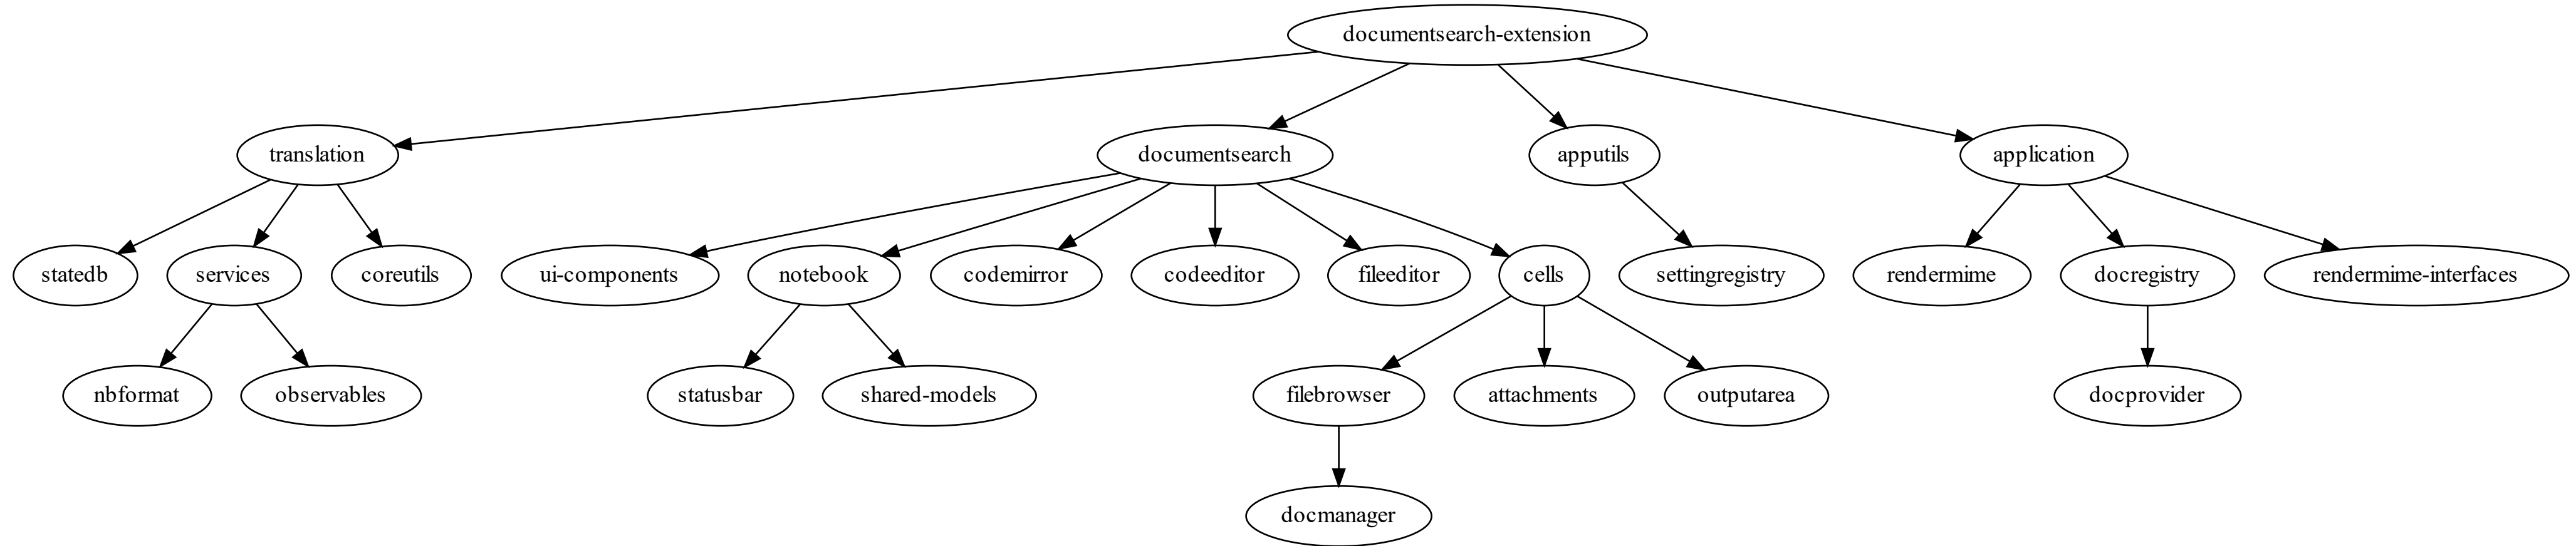 documentsearch-extension
translation
documentsearch
apputils
application
statedb
services
coreutils
ui-components
notebook
codemirror
codeeditor
fileeditor
cells
settingregistry
rendermime
docregistry
rendermime-interfaces
nbformat
observables
statusbar
shared-models
filebrowser
attachments
outputarea
docprovider
docmanager